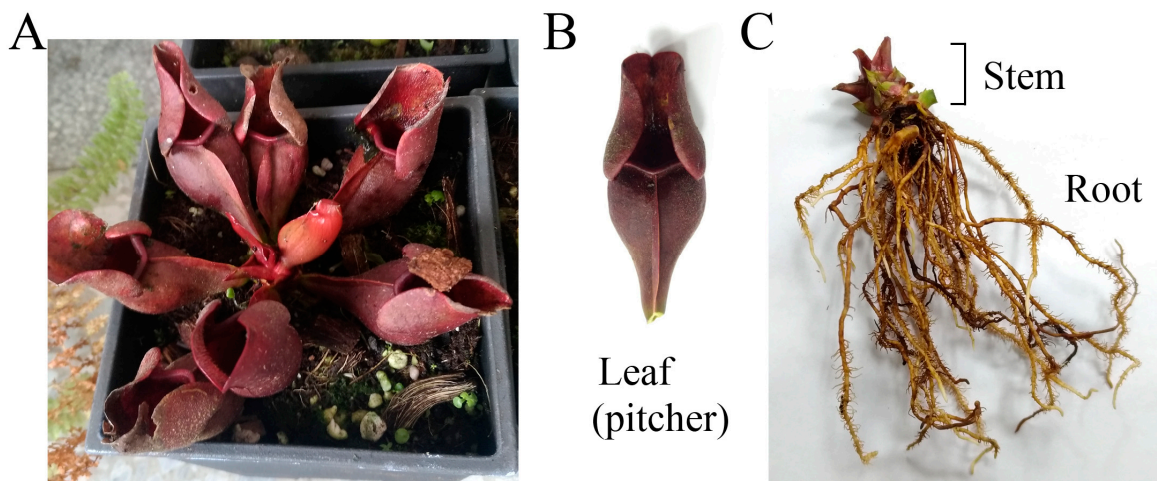 A
B
C
Stem
Root
Leaf
(pitcher)